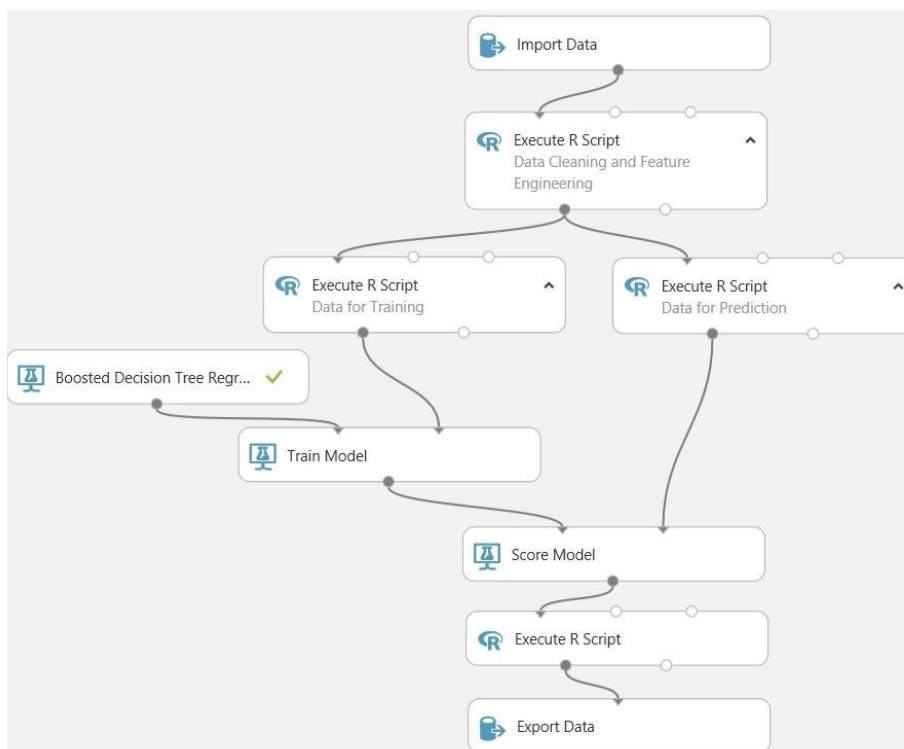 Import Data
Execute R Script
Data Cleaning and Feature
Engineering
Execute R Script
Data for Training
Execute R Script
Data for Prediction
Boosted Decision Tree Regr...
Train Model
Score Model
Execute R Script
Export Data